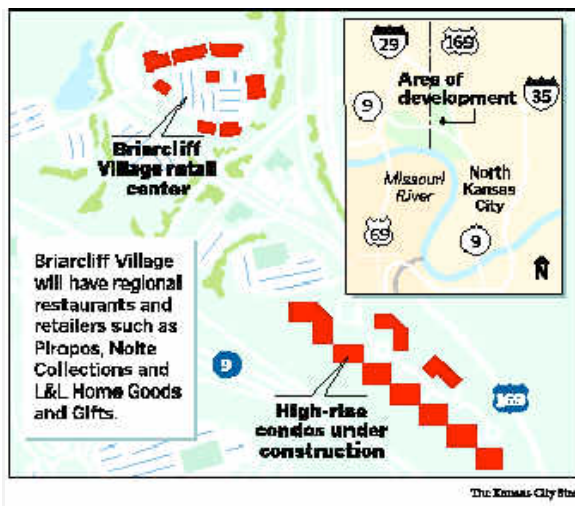 Briarcliff
Village retail
center
Briarcliff Village
will have regional
restaurants and
retailers such as
Piropos, Nolte
Collections and
L&L Home Goods
and Gifts.
9
High-rise
condos under
construction
169
29
169
Area of
development
9
35
Missouri
River
North
Kansas
City
69
9
N
The Kansas City Star